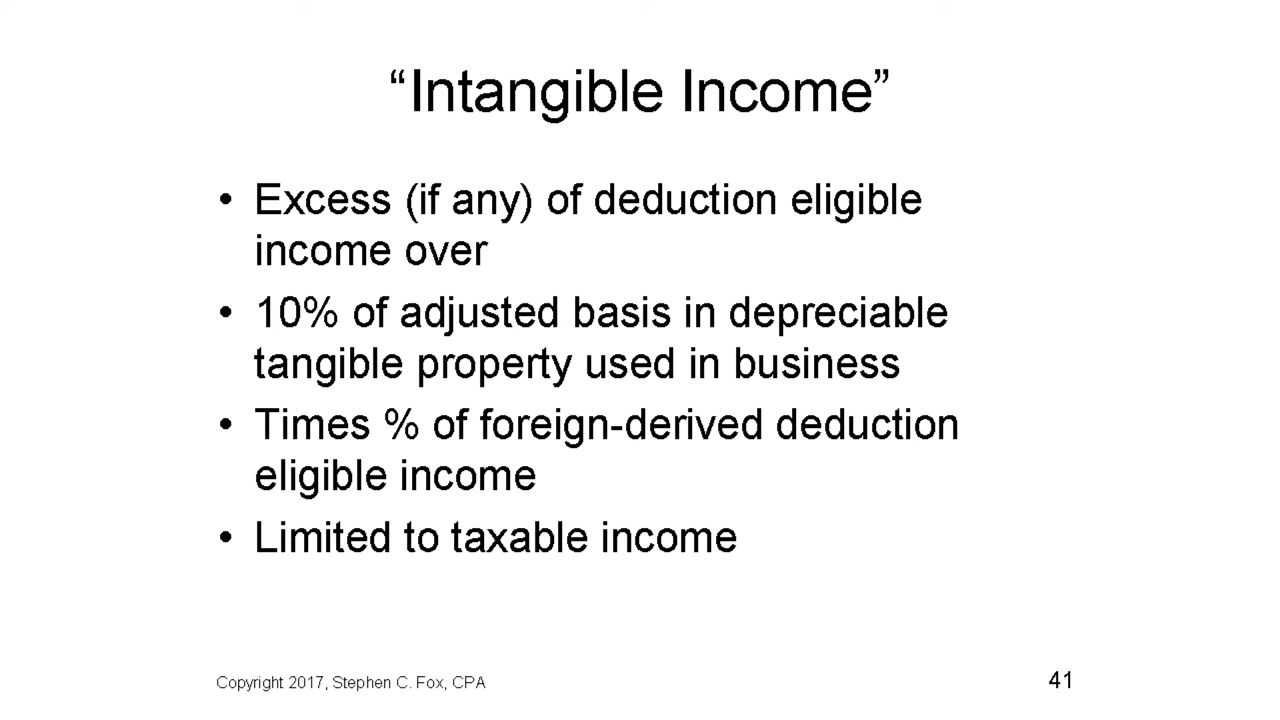 “Intangible Income”
• Excess (if any) of deduction eligible
income over
• 10% of adjusted basis in depreciable
tangible property used in business
• Times % of foreign-derived deduction
eligible income
• Limited to taxable income
Copyright 2017, Stephen C. Fox, CPA
41